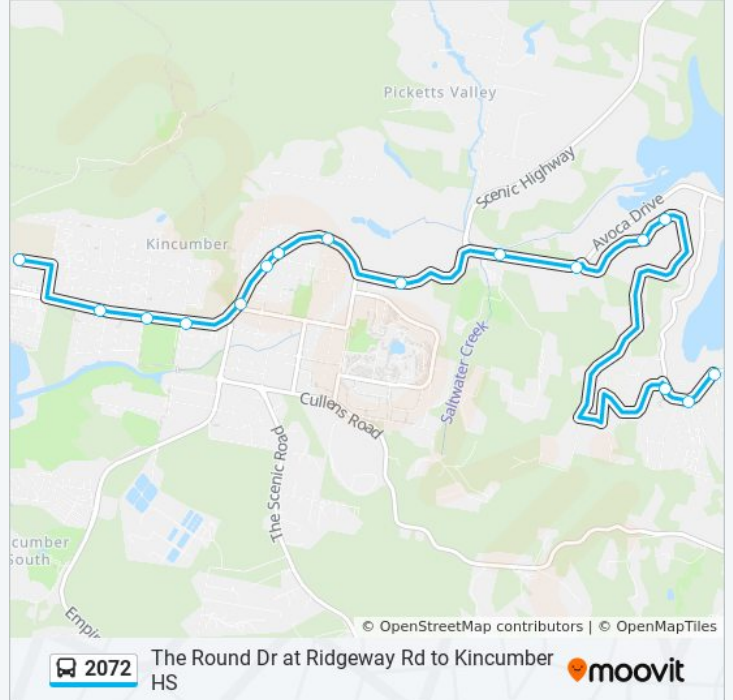 Picketts Valley
Scenic Highway
Avoca Drive
Kincumber
Saltwater Creek
Cullens Road
The Scenic Road
cumber
South
Empir
© OpenStreetMap contributors | © OpenMapTiles
2072
The Round Dr at Ridgeway Rd to Kincumber
HS
moovit